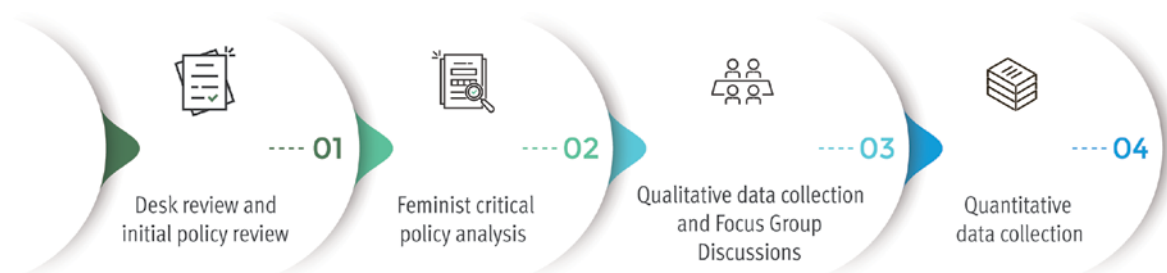 01
Desk review and
initial policy review
02
Feminist critical
policy analysis
03
Qualitative data collection
and Focus Group
Discussions
04
Quantitative
data collection